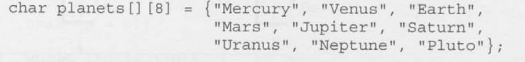 char planets[][8] = {"Mercury", "Venus", "Earth",
"Mars", "Jupiter", "Saturn",
"Uranus", "Neptune", "Pluto"};